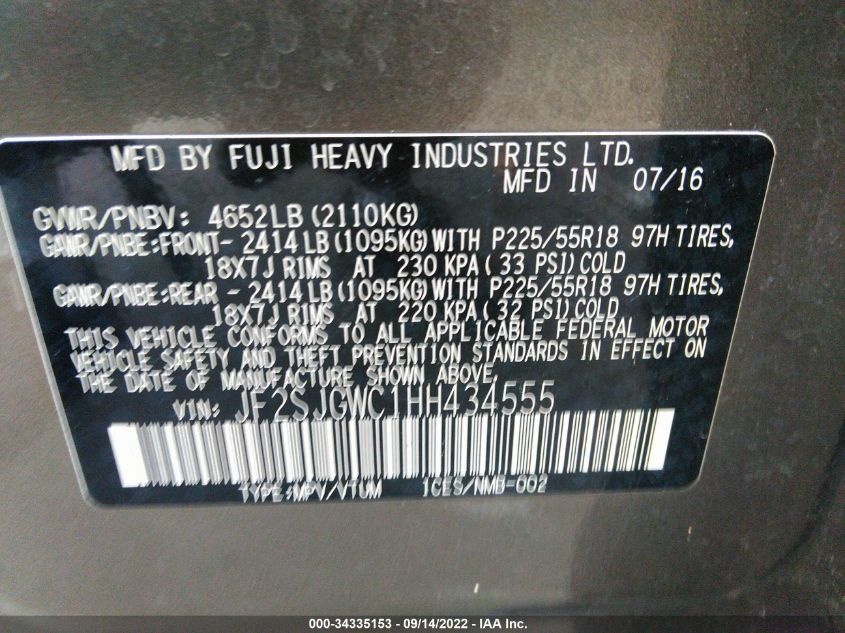 MFD BY FUJI HEAVY INDUSTRIES LTD.
MFD IN 07/16
GVWR/PNBV: 4652LB (2110KG)
GAWR/PNBE:FRONT- 2414 LB (1095KG) WITH P225/55R18 97H TIRES,
18X7J RIMS AT 230 KPA ( 33 PSI) COLD
GAWR/PNBE:REAR - 2414 LB (1095KG) WITH P225/55R18 97H TIRES,
18X7J RIMS AT 220 KPA ( 32 PSI) COLD
THIS VEHICLE CONFORMS TO ALL APPLICABLE FEDERAL MOTOR
VEHICLE SAFETY AND THEFT PREVENTION STANDARDS IN EFFECT ON
THE DATE OF MANUFACTURE SHOWN ABOVE.
VIN: JF2SJGWC1HH434555
TYPE:MPV/VTUM 1CES/NMB-002
000-34335153 - 09/14/2022 - IAA Inc.